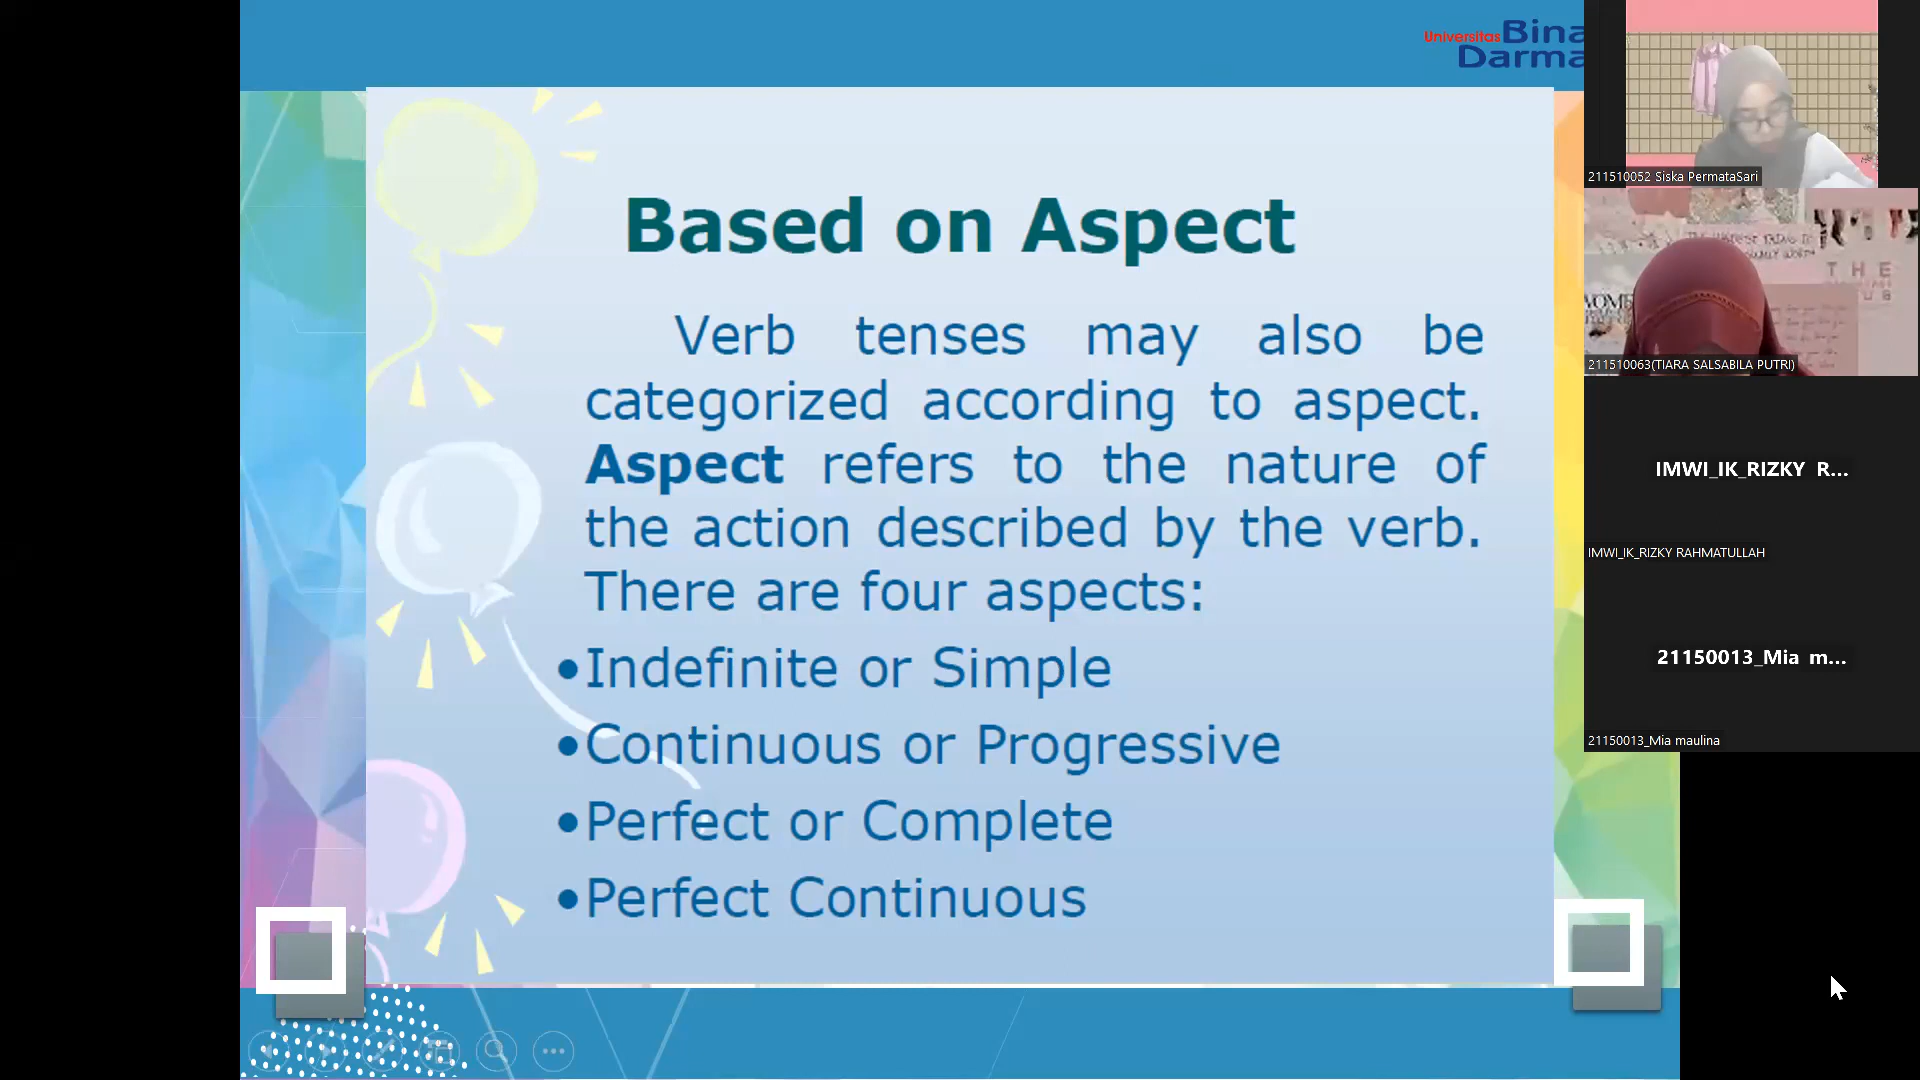 Universitas Bina
Darma
Based on Aspect
Verb tenses may also be
categorized according to aspect.
Aspect refers to the nature of
the action described by the verb.
There are four aspects:
•Indefinite or Simple
•Continuous or Progressive
•Perfect or Complete
•Perfect Continuous
211510052 Siska PermataSari
THE
211510063(TIARA SALSABILA PUTRI)
IMWI_IK_RIZKY R...
IMWI_IK_RIZKY RAHMATULLAH
21150013_Mia m...
21150013_Mia maulina